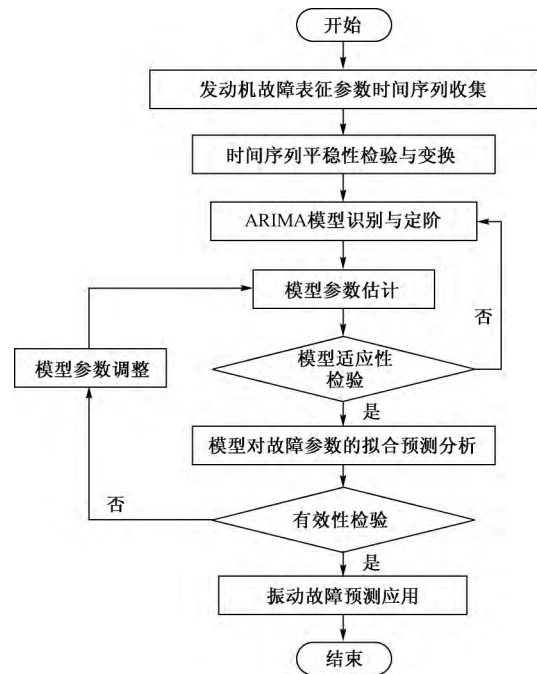 开始
发动机故障表征参数时间序列收集
时间序列平稳性检验与变换
ARIMA模型识别与定阶
模型参数估计
否
模型参数调整
模型适应性
检验
是
模型对故障参数的拟合预测分析
否
有效性检验
是
振动故障预测应用
结束